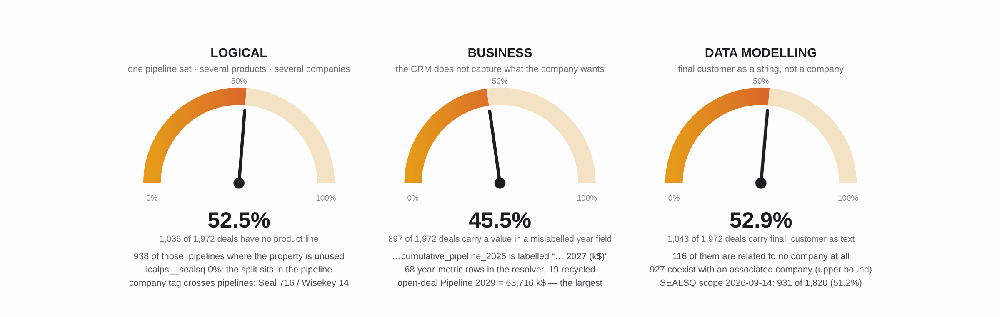 LOGICAL
one pipeline set · several products · several companies
50%
0%
100%
52.5%
1,036 of 1,972 deals have no product line
938 of those: pipelines where the property is unused
icalps__sealsq 0%: the split sits in the pipeline
company tag crosses pipelines: Seal 716 / Wisekey 14
BUSINESS
the CRM does not capture what the company wants
50%
0%
100%
45.5%
897 of 1,972 deals carry a value in a mislabelled year field
…cumulative_pipeline_2026 is labelled “… 2027 (k$)”
68 year-metric rows in the resolver, 19 recycled
open-deal Pipeline 2029 = 63,716 k$ — the largest
DATA MODELLING
final customer as a string, not a company
50%
0%
100%
52.9%
1,043 of 1,972 deals carry final_customer as text
116 of them are related to no company at all
927 coexist with an associated company (upper bound)
SEALSQ scope 2026-09-14: 931 of 1,820 (51.2%)